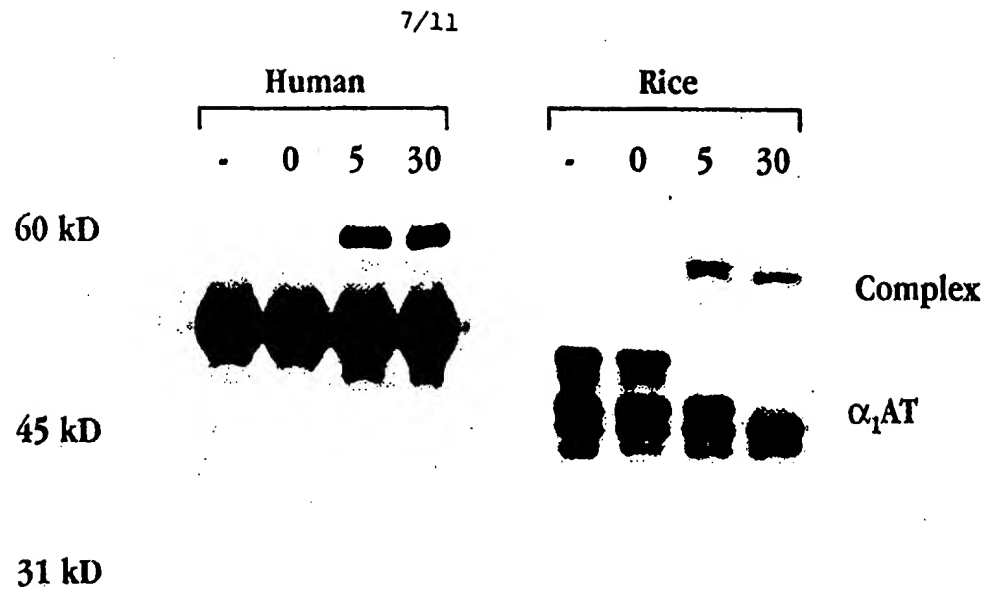 7/11
Human Rice
- 0 5 30 - 0 5 30
60 kD
Complex
α₁AT
45 kD
31 kD